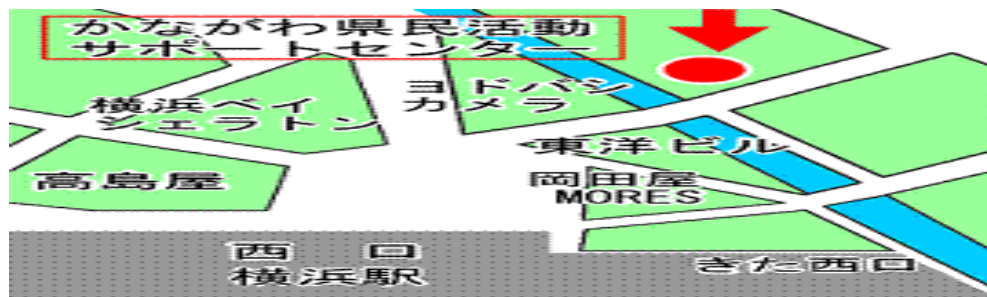 かながわ県民活動
サポートセンター
ヨドバシ
カメラ
横浜ベイ
シェラトン
東洋ビル
高島屋
岡田屋
MORES
西口
横浜駅
きた西口